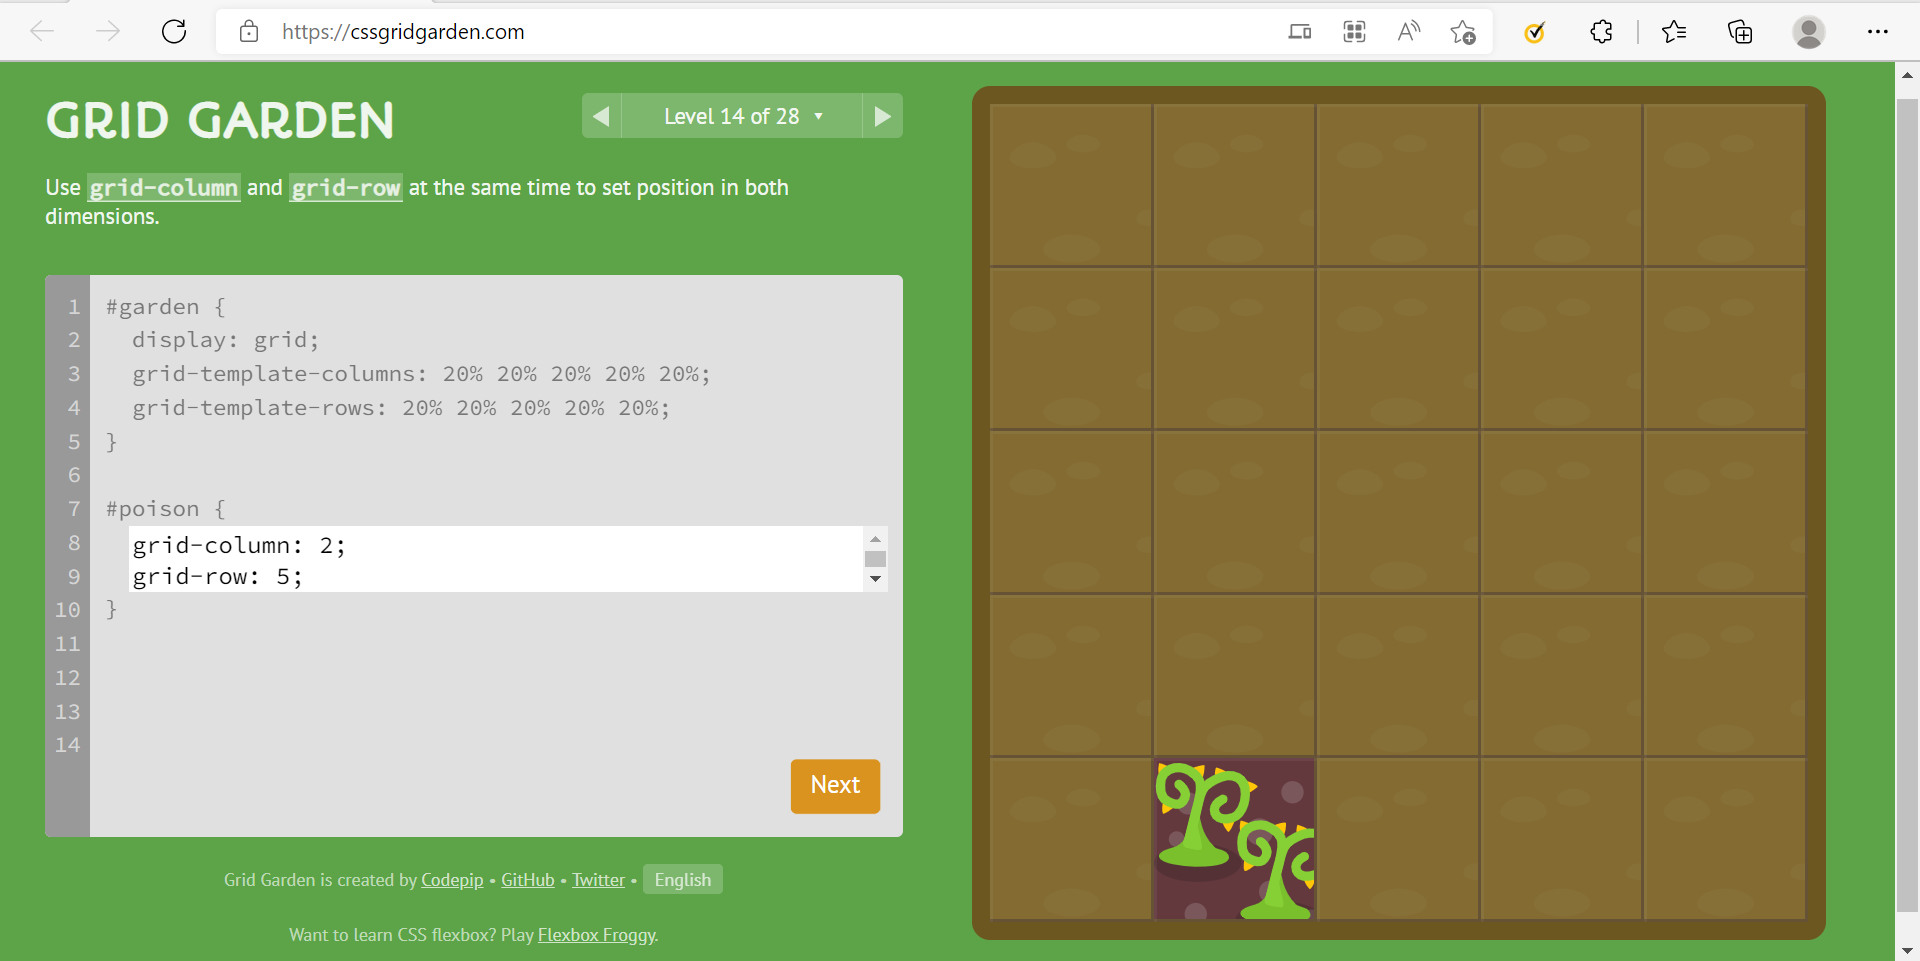 https://cssgridgarden.com
GRID GARDEN
Level 14 of 28
Use grid-column and grid-row at the same time to set position in both
dimensions.
1 #garden {
2 display: grid;
3 grid-template-columns: 20% 20% 20% 20% 20%;
4 grid-template-rows: 20% 20% 20% 20% 20%;
5 }
6
7 #poison {
8 grid-column: 2;
9 grid-row: 5;
10 }
11
12
13
14
Next
Grid Garden is created by Codepip • GitHub • Twitter • English
Want to learn CSS flexbox? Play Flexbox Froggy.